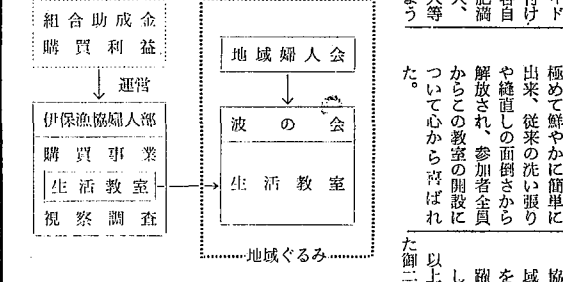 組合助成金
購買利益
運営
伊保漁協婦人部
購買事業
生活教室
視察調査
地域婦人会
波の会
生活教室
地域ぐるみ
極めて鮮やかに簡単に
出来、従来の洗い張り
や縫直しの面倒さから
解放され、参加者全員
からこの教室の開設に
ついて心から喜ばれ
た。